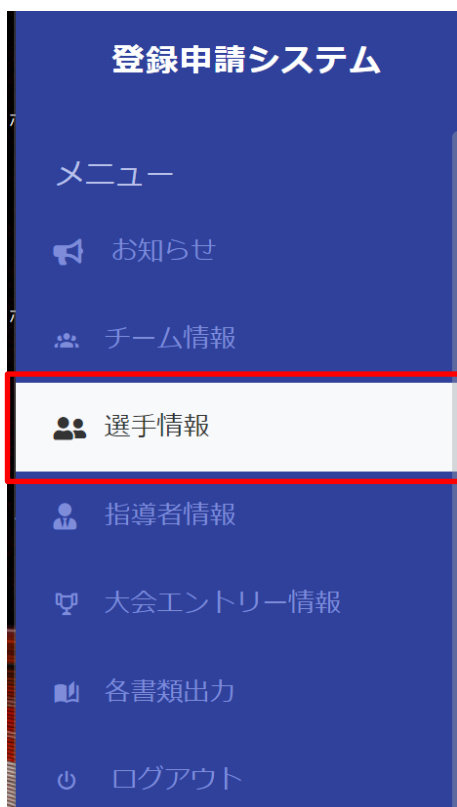 登録申請システム
メニュー
お知らせ
チーム情報
選手情報
指導者情報
大会エントリー情報
各書類出力
ログアウト